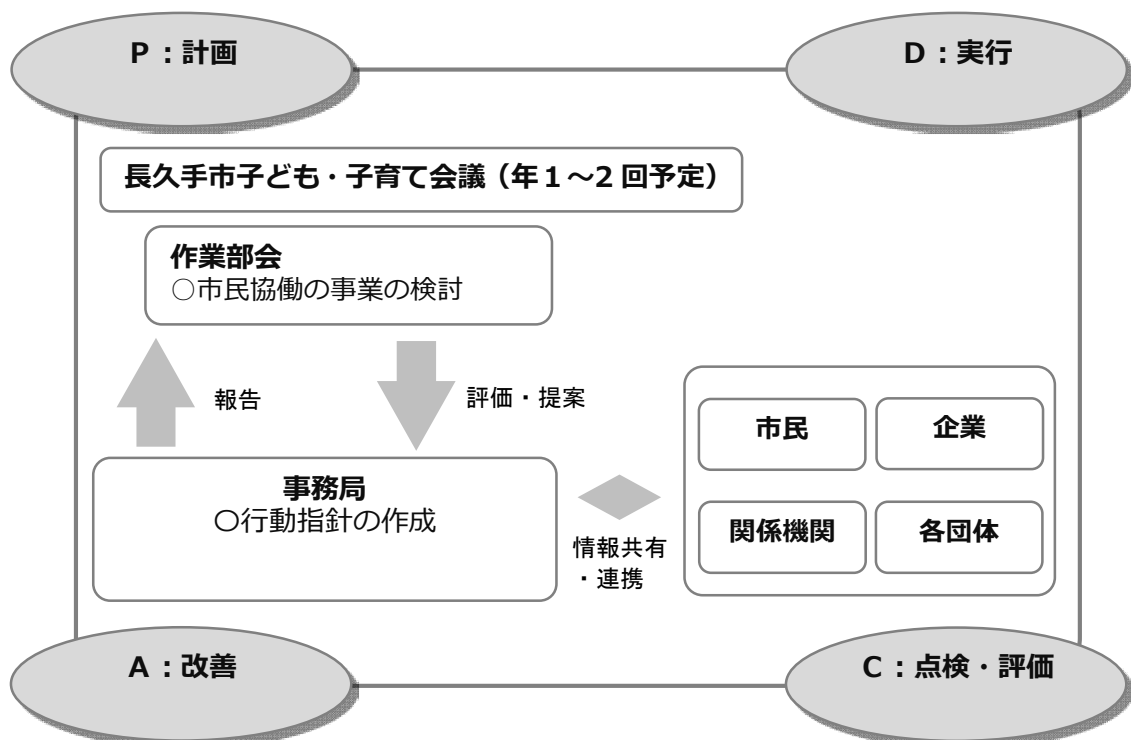 P：計画
D：実行
長久手市子ども・子育て会議（年１～２回予定）
作業部会
○市民協働の事業の検討
報告
評価・提案
市民
企業
事務局
〇行動指針の作成
関係機関
各団体
情報共有
・連携
A：改善
C：点検・評価